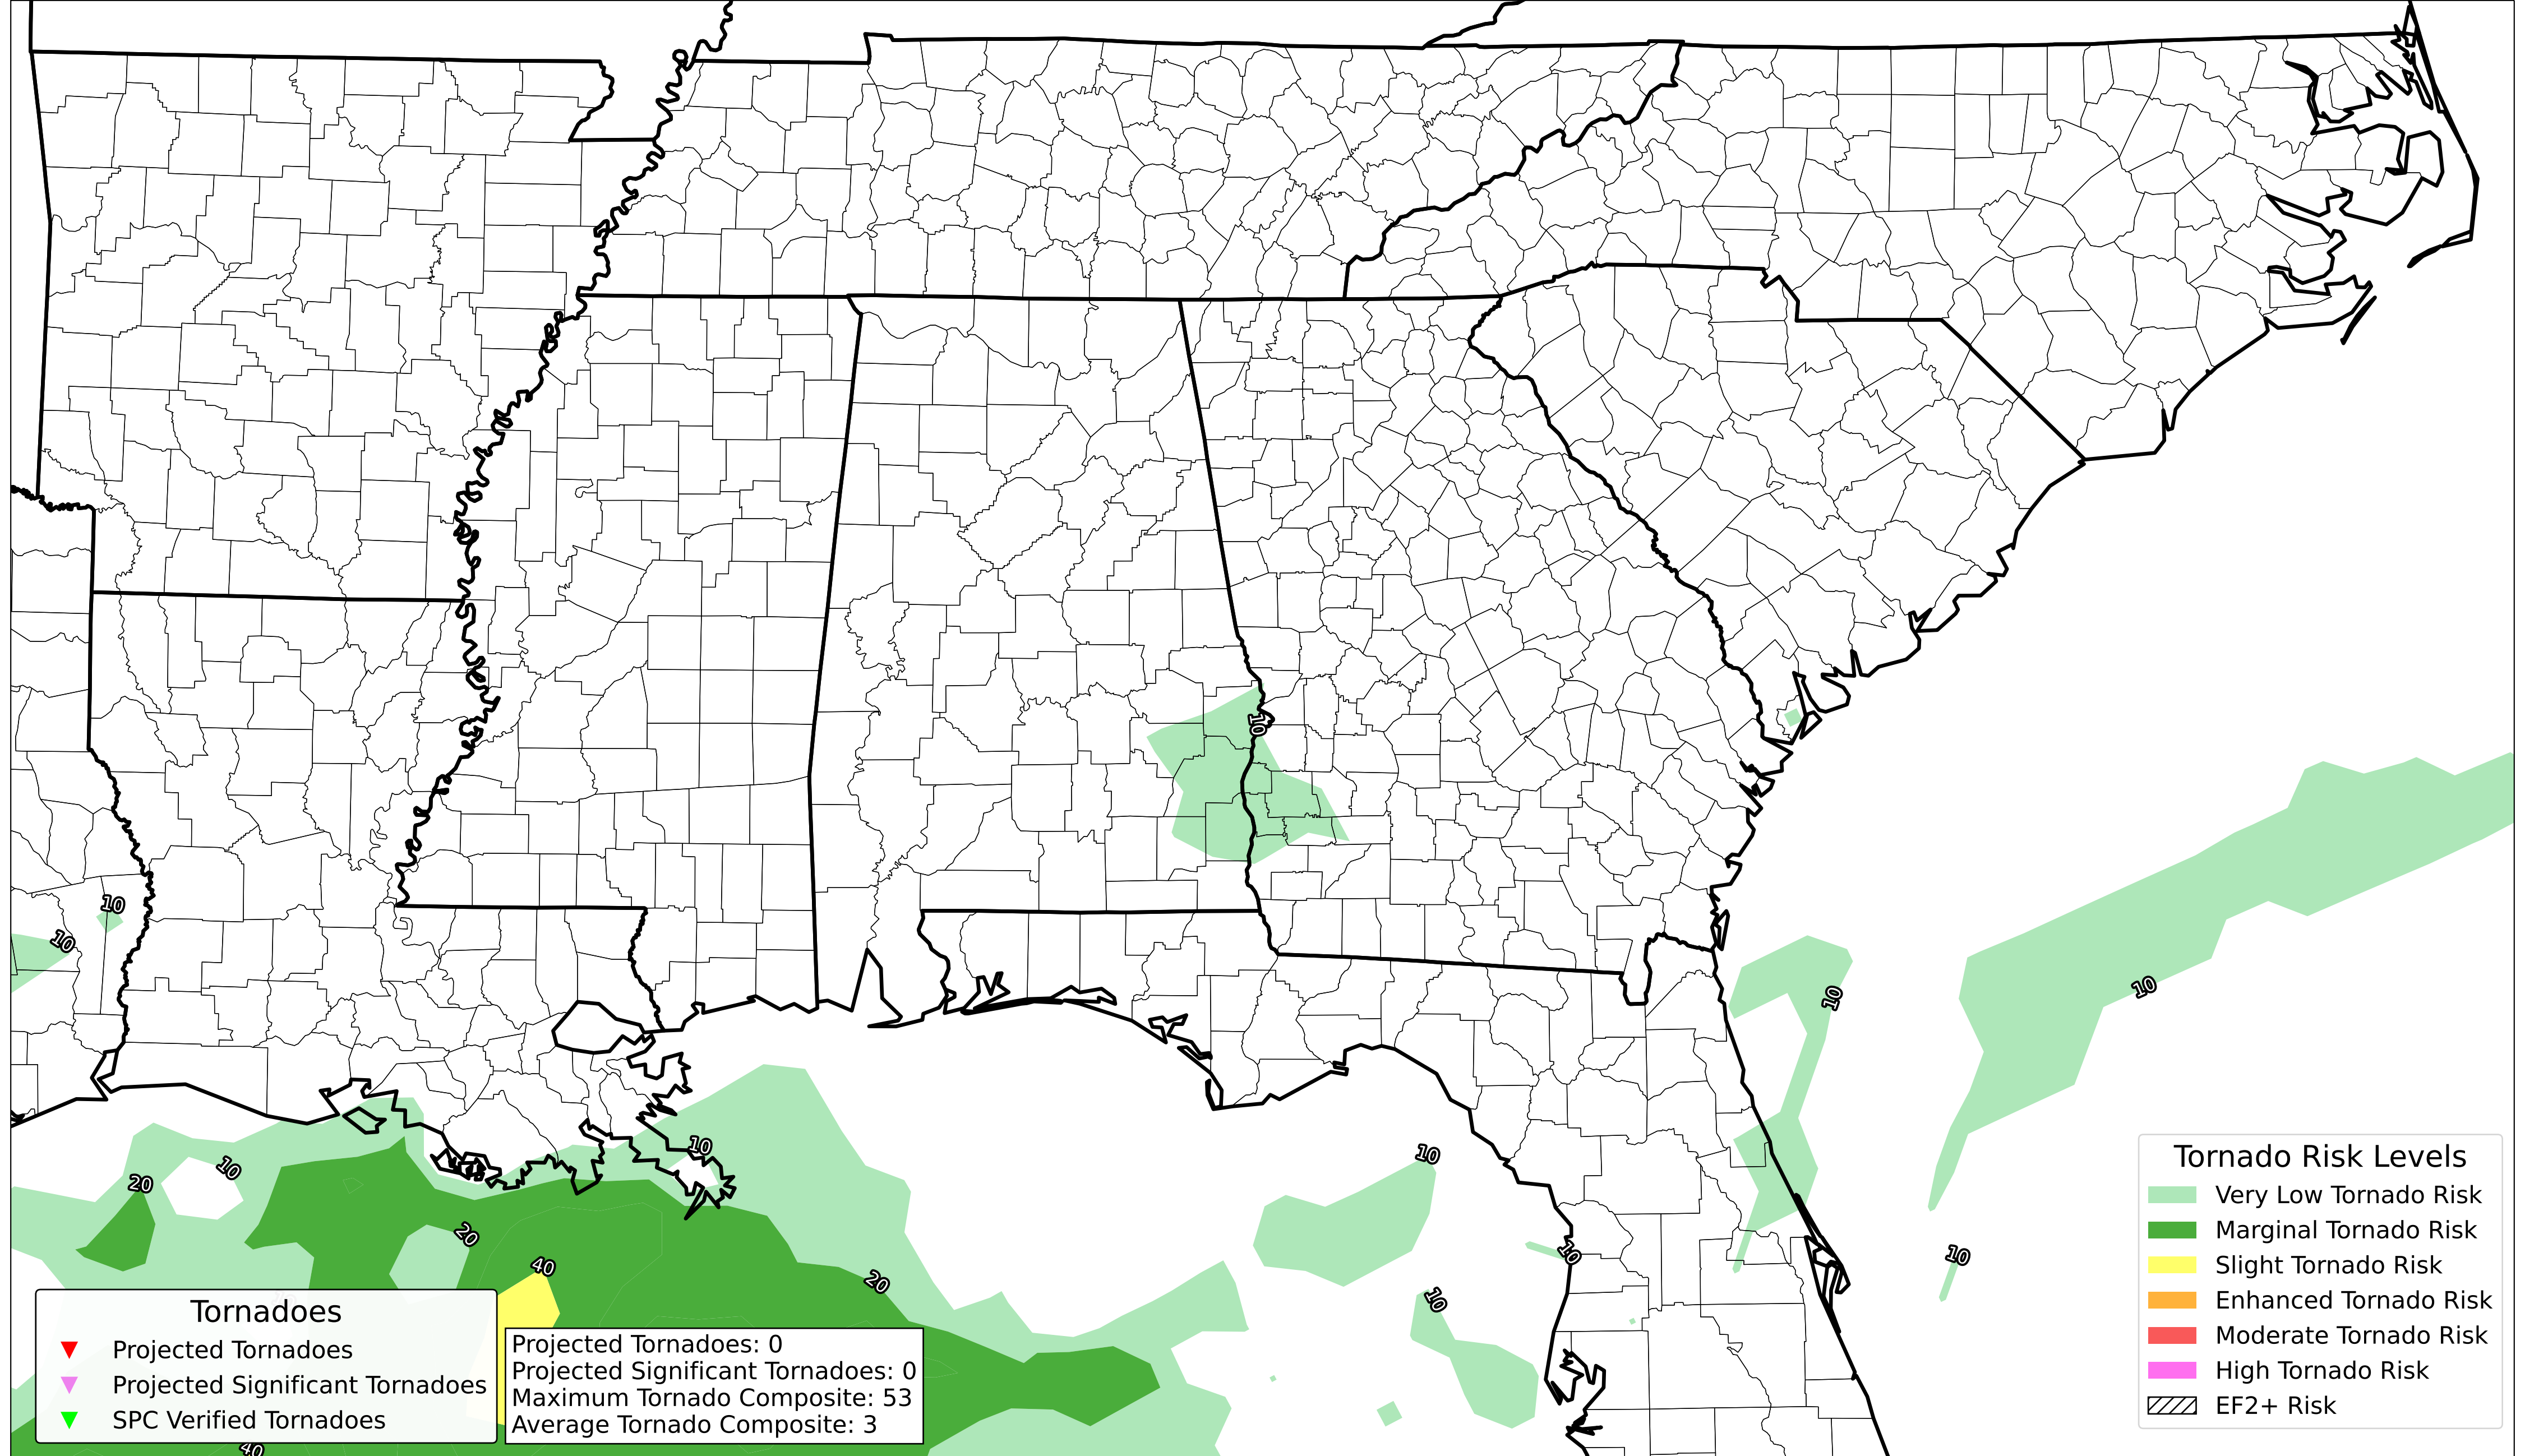 10
10
10
10
10
10
10
20
10
20
10
10
10
40
20
10
40
Tornado Risk Levels
Very Low Tornado Risk
Marginal Tornado Risk
Slight Tornado Risk
Enhanced Tornado Risk
Moderate Tornado Risk
High Tornado Risk
EF2+ Risk
Tornadoes
Projected Tornadoes
Projected Significant Tornadoes
SPC Verified Tornadoes
Projected Tornadoes: 0
Projected Significant Tornadoes: 0
Maximum Tornado Composite: 53
Average Tornado Composite: 3